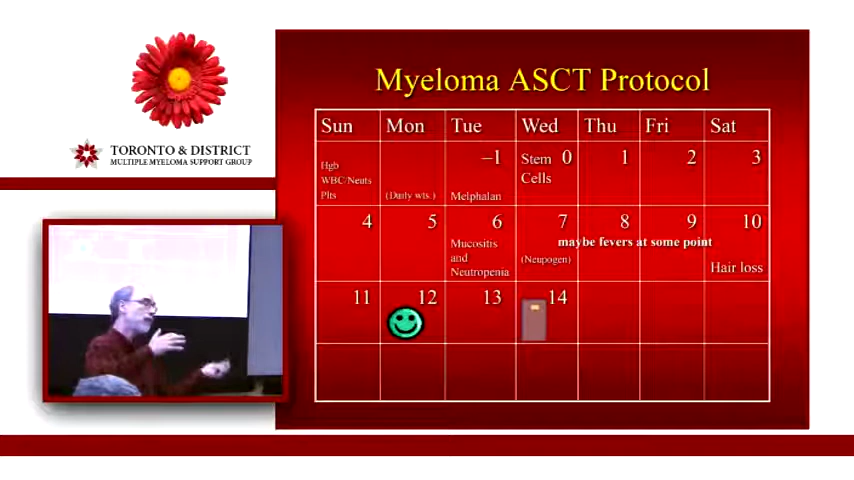 TORONTO & DISTRICT
MULTIPLE MYELOMA SUPPORT GROUP
Myeloma ASCT Protocol
Sun Mon Tue Wed Thu Fri Sat
–1 Stem 0 1 2 3
Cells
Hgb
WBC/Neuts
Plts (Daily wts.) Melphalan
4 5 6 7 8 9 10
Mucositis maybe fevers at some point
and (Neupogen)
Neutropenia Hair loss
11 12 13 14